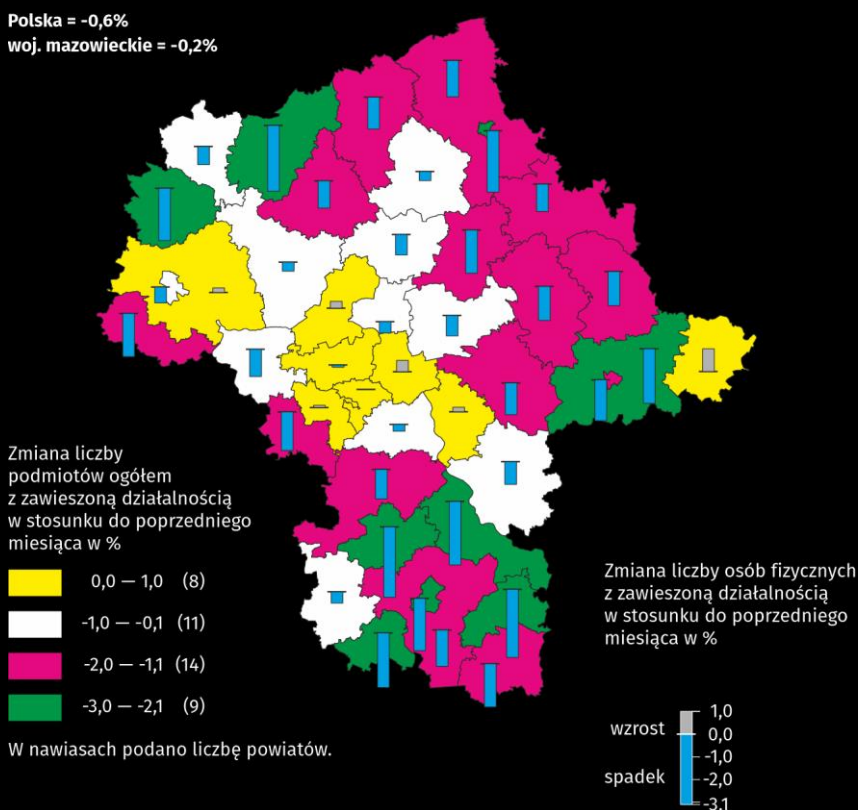 Polska = -0,6%
woj. mazowieckie = -0,2%
Zmiana liczby
podmiotów ogółem
z zawieszoną działalnością
w stosunku do poprzedniego
miesiąca w %
0,0 — 1,0 (8)
-1,0 — -0,1 (11)
-2,0 — -1,1 (14)
-3,0 — -2,1 (9)
W nawiasach podano liczbę powiatów.
Zmiana liczby osób fizycznych
z zawieszoną działalnością
w stosunku do poprzedniego
miesiąca w %
wzrost
spadek
1,0
0,0
-1,0
-2,0
-3,1